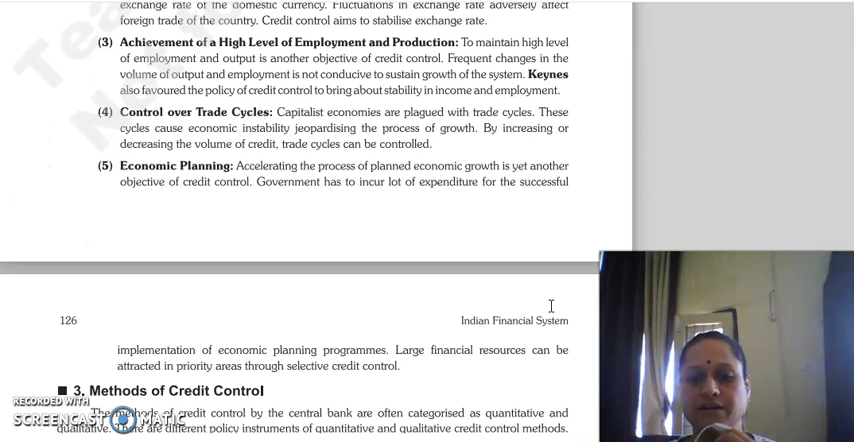 exchange rate of the domestic currency. Fluctuations in exchange rate adversely affect
foreign trade of the country. Credit control aims to stabilise exchange rate.
(3) Achievement of a High Level of Employment and Production: To maintain high level
of employment and output is another objective of credit control. Frequent changes in the
volume of output and employment is not conducive to sustain growth of the system. Keynes
also favoured the policy of credit control to bring about stability in income and employment.
(4) Control over Trade Cycles: Capitalist economies are plagued with trade cycles. These
cycles cause economic instability jeopardising the process of growth. By increasing or
decreasing the volume of credit, trade cycles can be controlled.
(5) Economic Planning: Accelerating the process of planned economic growth is yet another
objective of credit control. Government has to incur lot of expenditure for the successful
126 Indian Financial System
implementation of economic planning programmes. Large financial resources can be
attracted in priority areas through selective credit control.
■ 3. Methods of Credit Control
The methods of credit control by the central bank are often categorised as quantitative and
qualitative. There are different policy instruments of quantitative and qualitative credit control methods.
RECORDED WITH
SCREENCAST MATIC